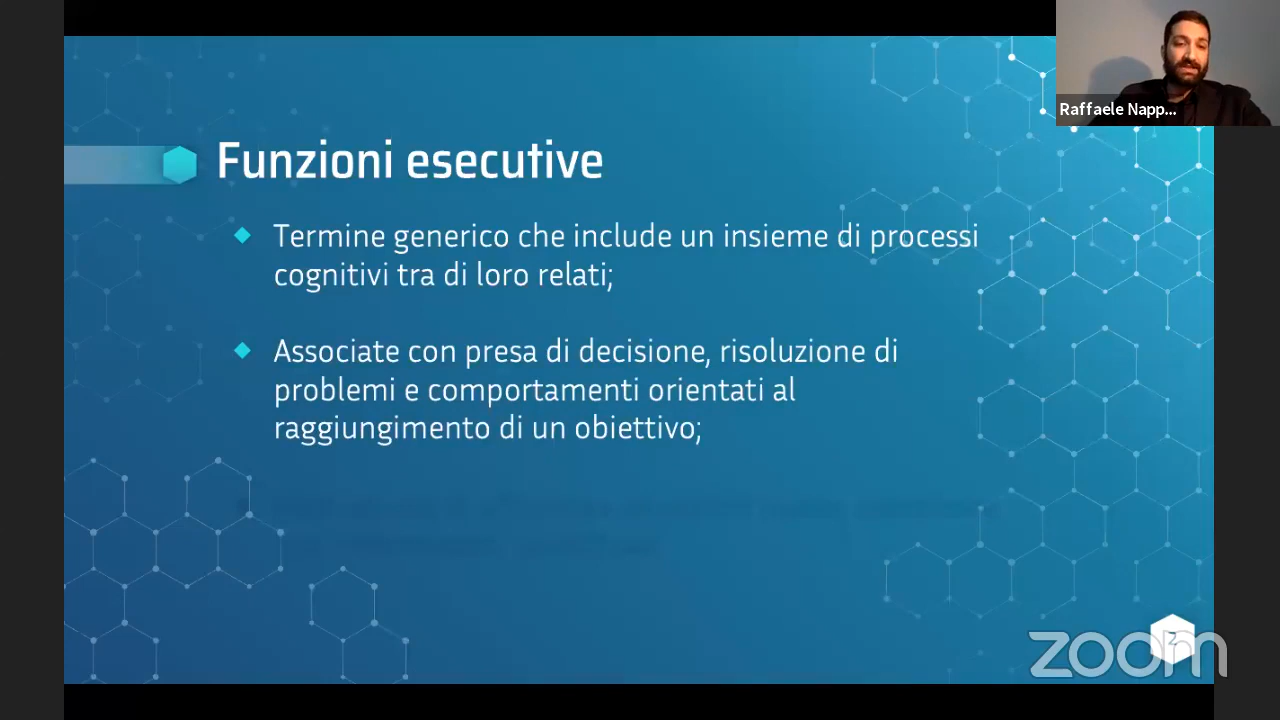 Raffaele Napp...
Funzioni esecutive
Termine generico che include un insieme di processi
cognitivi tra di loro relati;
Associate con presa di decisione, risoluzione di
problemi e comportamenti orientati al
raggiungimento di un obiettivo;
2
zoom